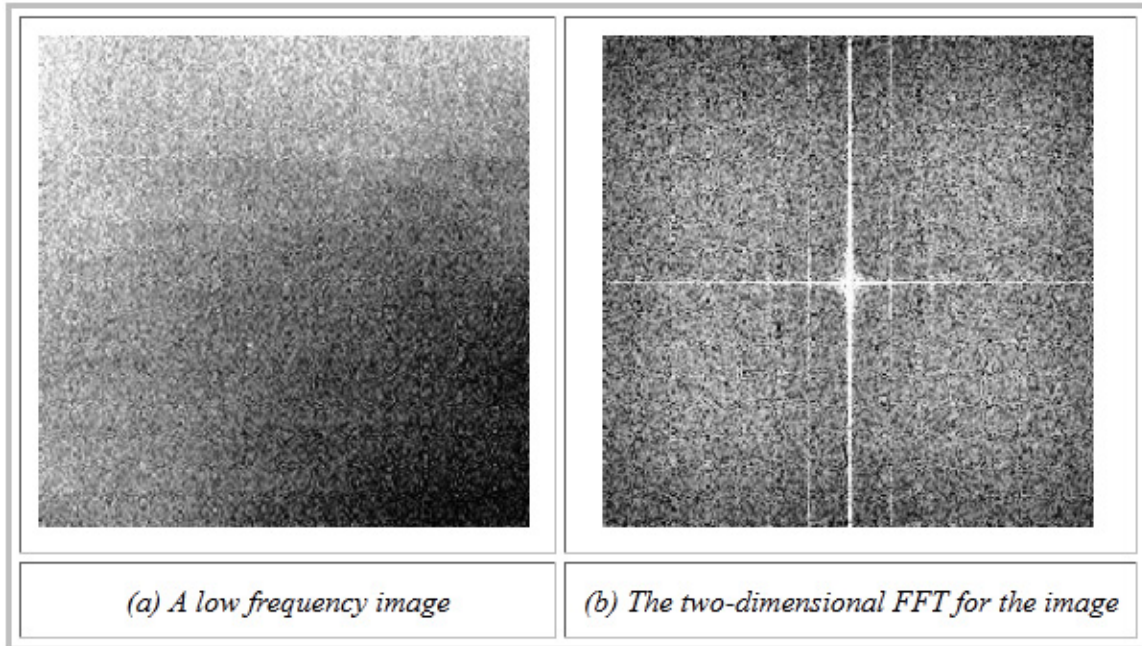 (a) A low frequency image
(b) The two-dimensional FFT for the image